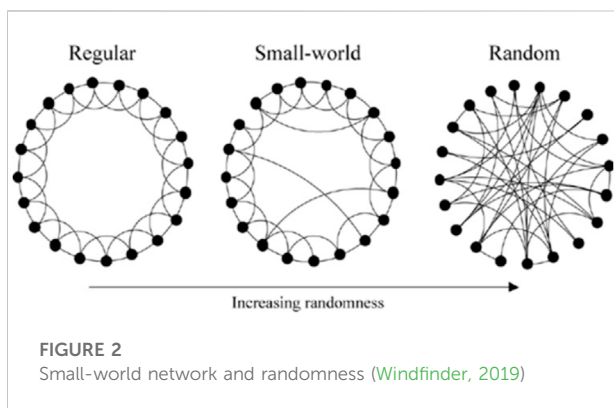 Regular
Small-world
Random
Increasing randomness
FIGURE 2
Small-world network and randomness (Windfinder, 2019)